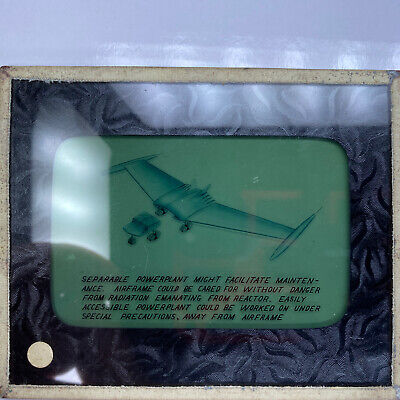 SEPARABLE POWERPLANT MIGHT FACILITATE MAINTEN-
ANCE. AIRFRAME COULD BE CARED FOR WITHOUT DANGER
FROM RADIATION EMANATING FROM REACTOR. EASILY
ACCESSIBLE POWERPLANT COULD BE WORKED ON UNDER
SPECIAL PRECAUTIONS, AWAY FROM AIRFRAME